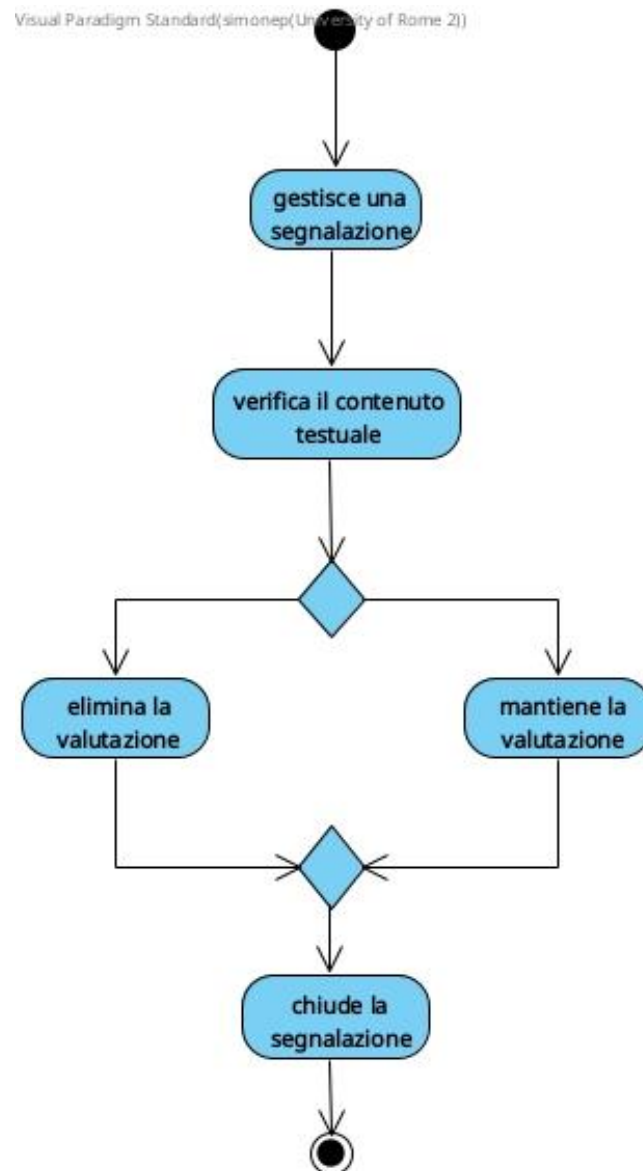 Visual Paradigm Standard(simonep(University of Rome 2))
gestisce una
segnalazione
verifica il contenuto
testuale
elimina la
valutazione
mantiene la
valutazione
chiude la
segnalazione